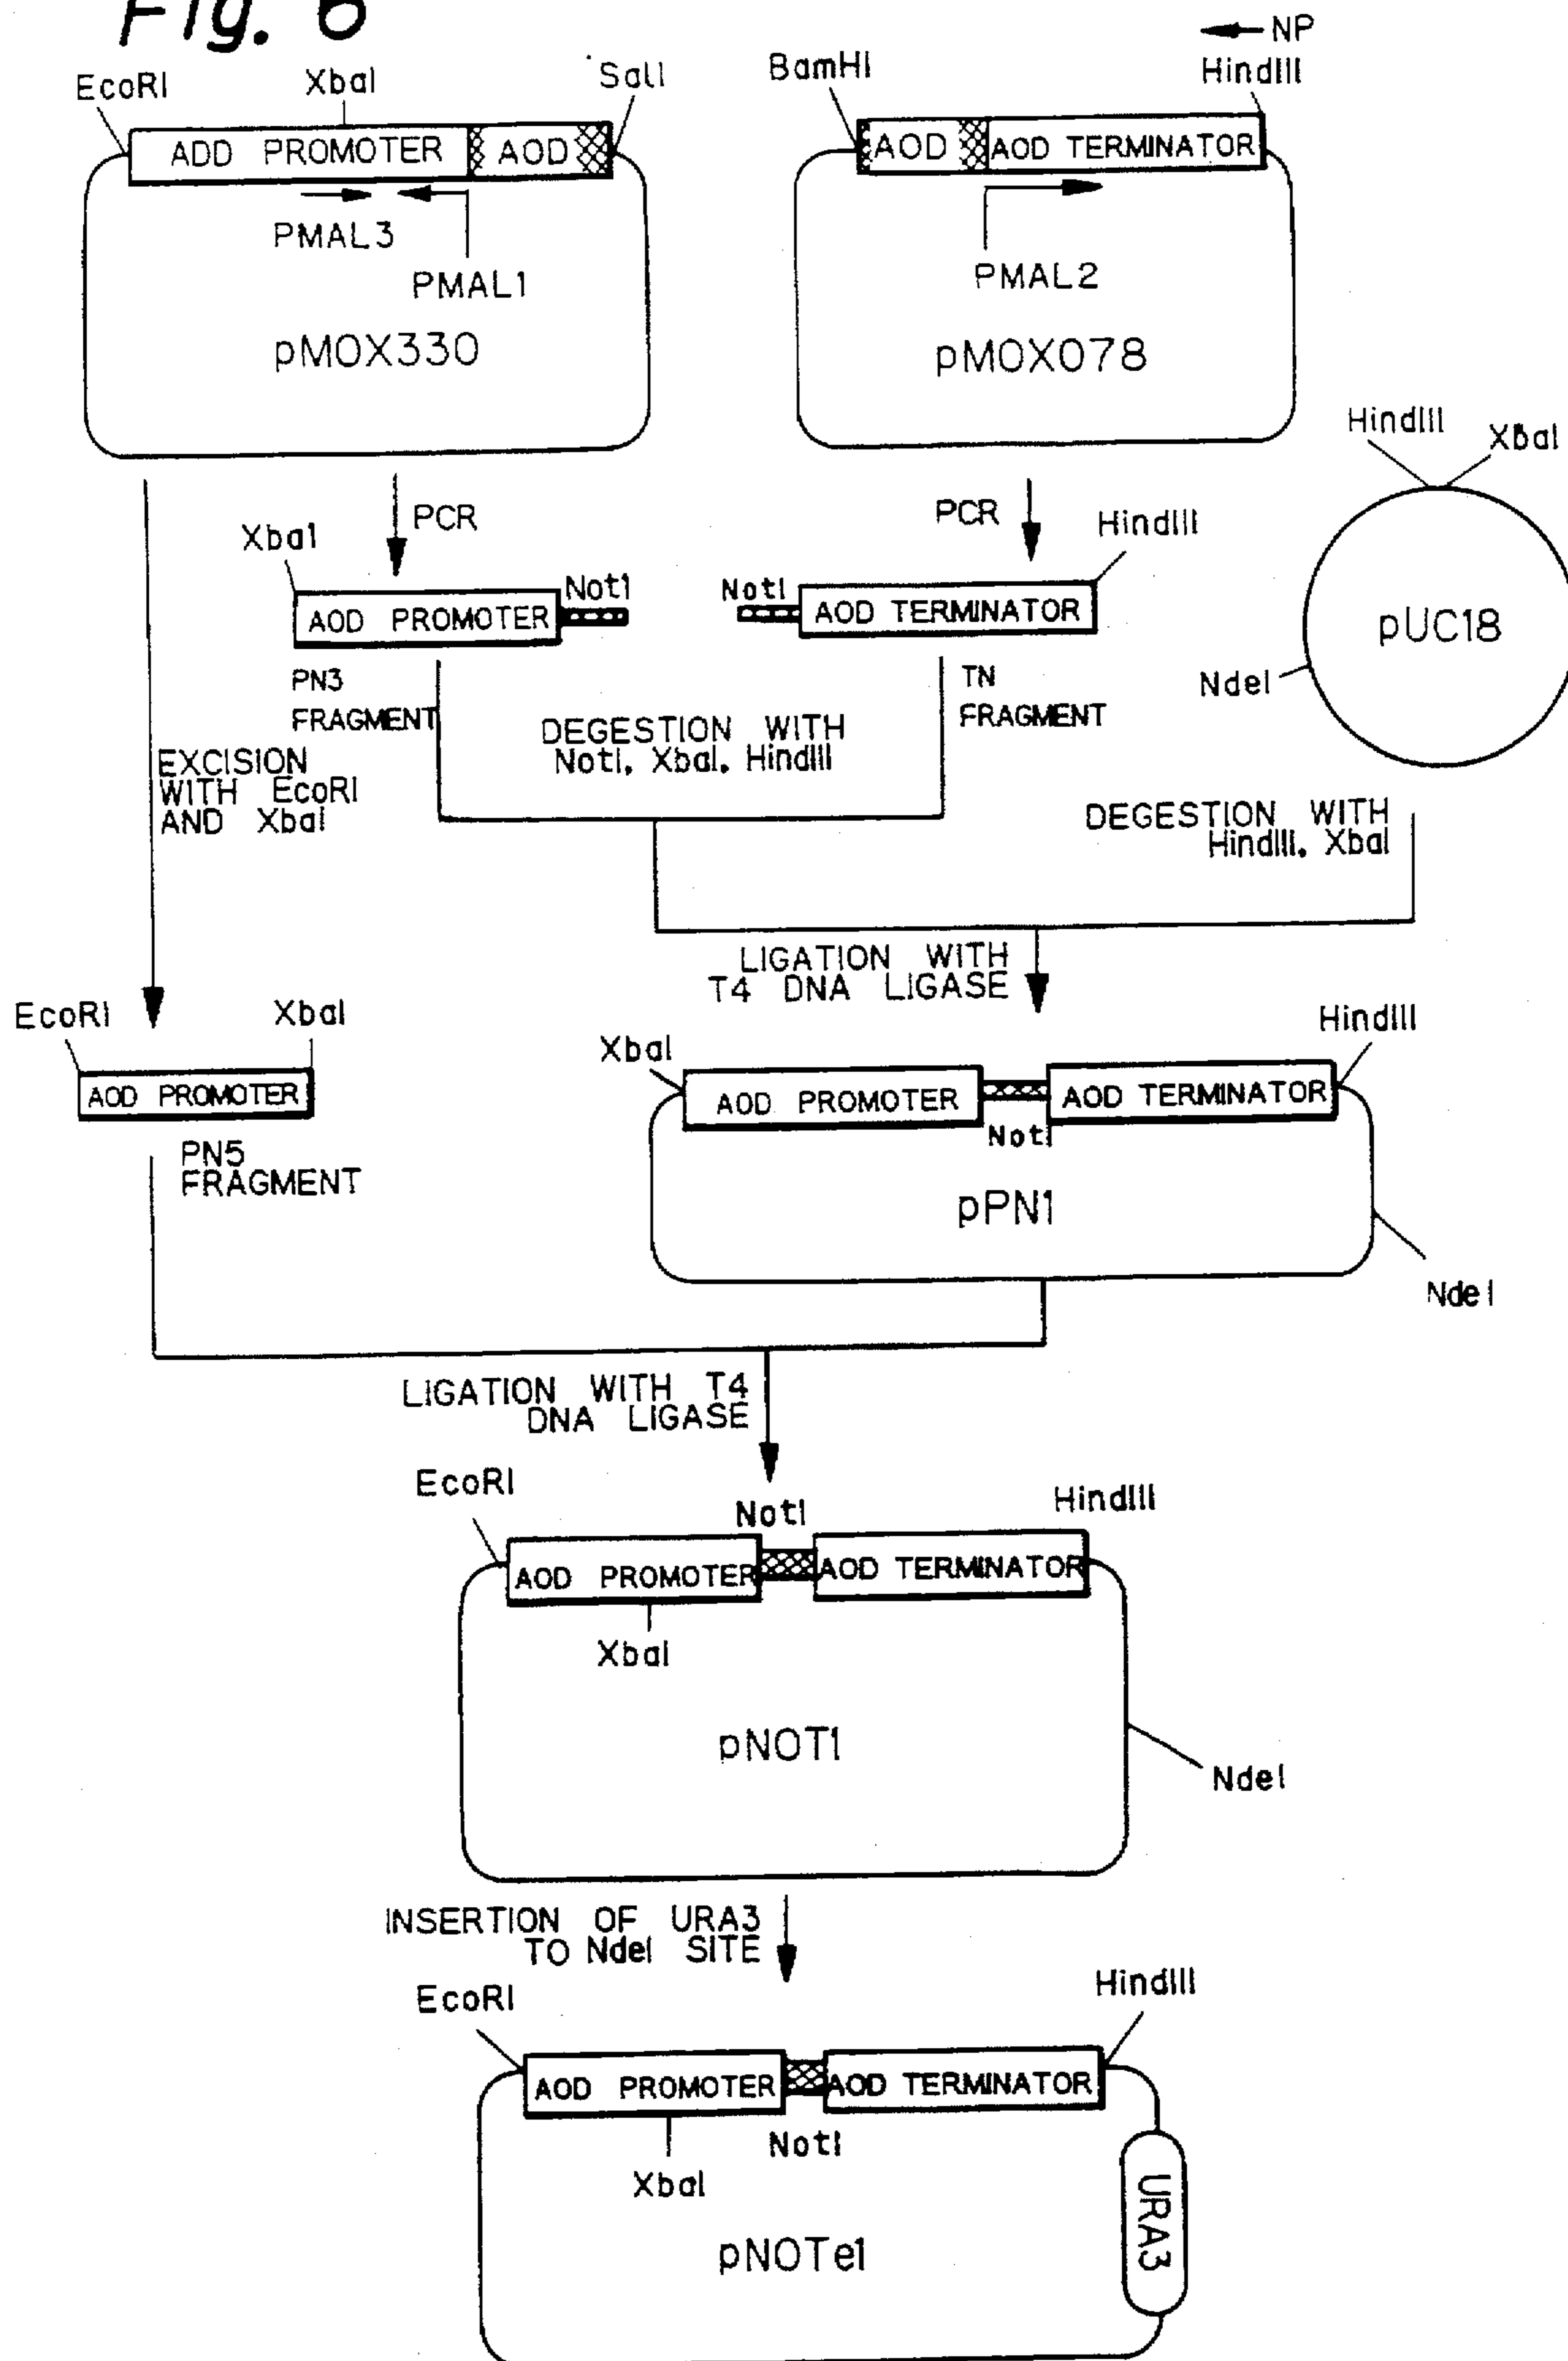 Fig. 6
NP
EcoRI
XbaI
SalI
BamHI
HindIII
ADD PROMOTER
AOD
AOD
AOD TERMINATOR
PMAL3
PMAL1
PMAL2
pMOX330
pMOX078
HindIII
XbaI
PCR
PCR
XbaI
NotI
NotI
HindIII
AOD PROMOTER
AOD TERMINATOR
pUC18
NdeI
PN3
FRAGMENT
TN
FRAGMENT
DEGESTION WITH
NotI, XbaI, HindIII
EXCISION
WITH EcoRI
AND XbaI
DEGESTION WITH
HindIII, XbaI
LIGATION WITH
T4 DNA LIGASE
EcoRI
XbaI
AOD PROMOTER
PN5
FRAGMENT
XbaI
HindIII
AOD PROMOTER
AOD TERMINATOR
NotI
pPN1
NdeI
LIGATION WITH T4
DNA LIGASE
EcoRI
NotI
HindIII
AOD PROMOTER
AOD TERMINATOR
XbaI
pNOT1
NdeI
INSERTION OF URA3
TO NdeI SITE
EcoRI
HindIII
AOD PROMOTER
AOD TERMINATOR
NotI
XbaI
URA3
pNOTe1